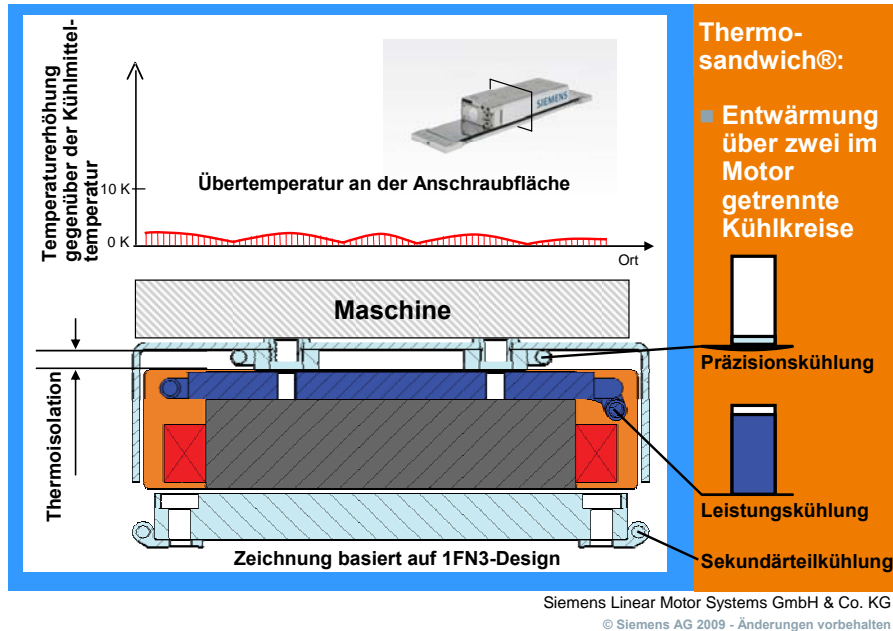 Temperaturerhöhung
gegenüber der Kühlmittel-
temperatur
10 K
0 K
SIEMENS
Übertemperatur an der Anschraubfläche
Ort
Maschine
Thermoisolation
Zeichnung basiert auf 1FN3-Design
Thermo-
sandwich®:
Entwärmung
über zwei im
Motor
getrennte
Kühlkreise
Präzisionskühlung
Leistungskühlung
Sekundärteilkühlung
Siemens Linear Motor Systems GmbH & Co. KG
© Siemens AG 2009 - Änderungen vorbehalten